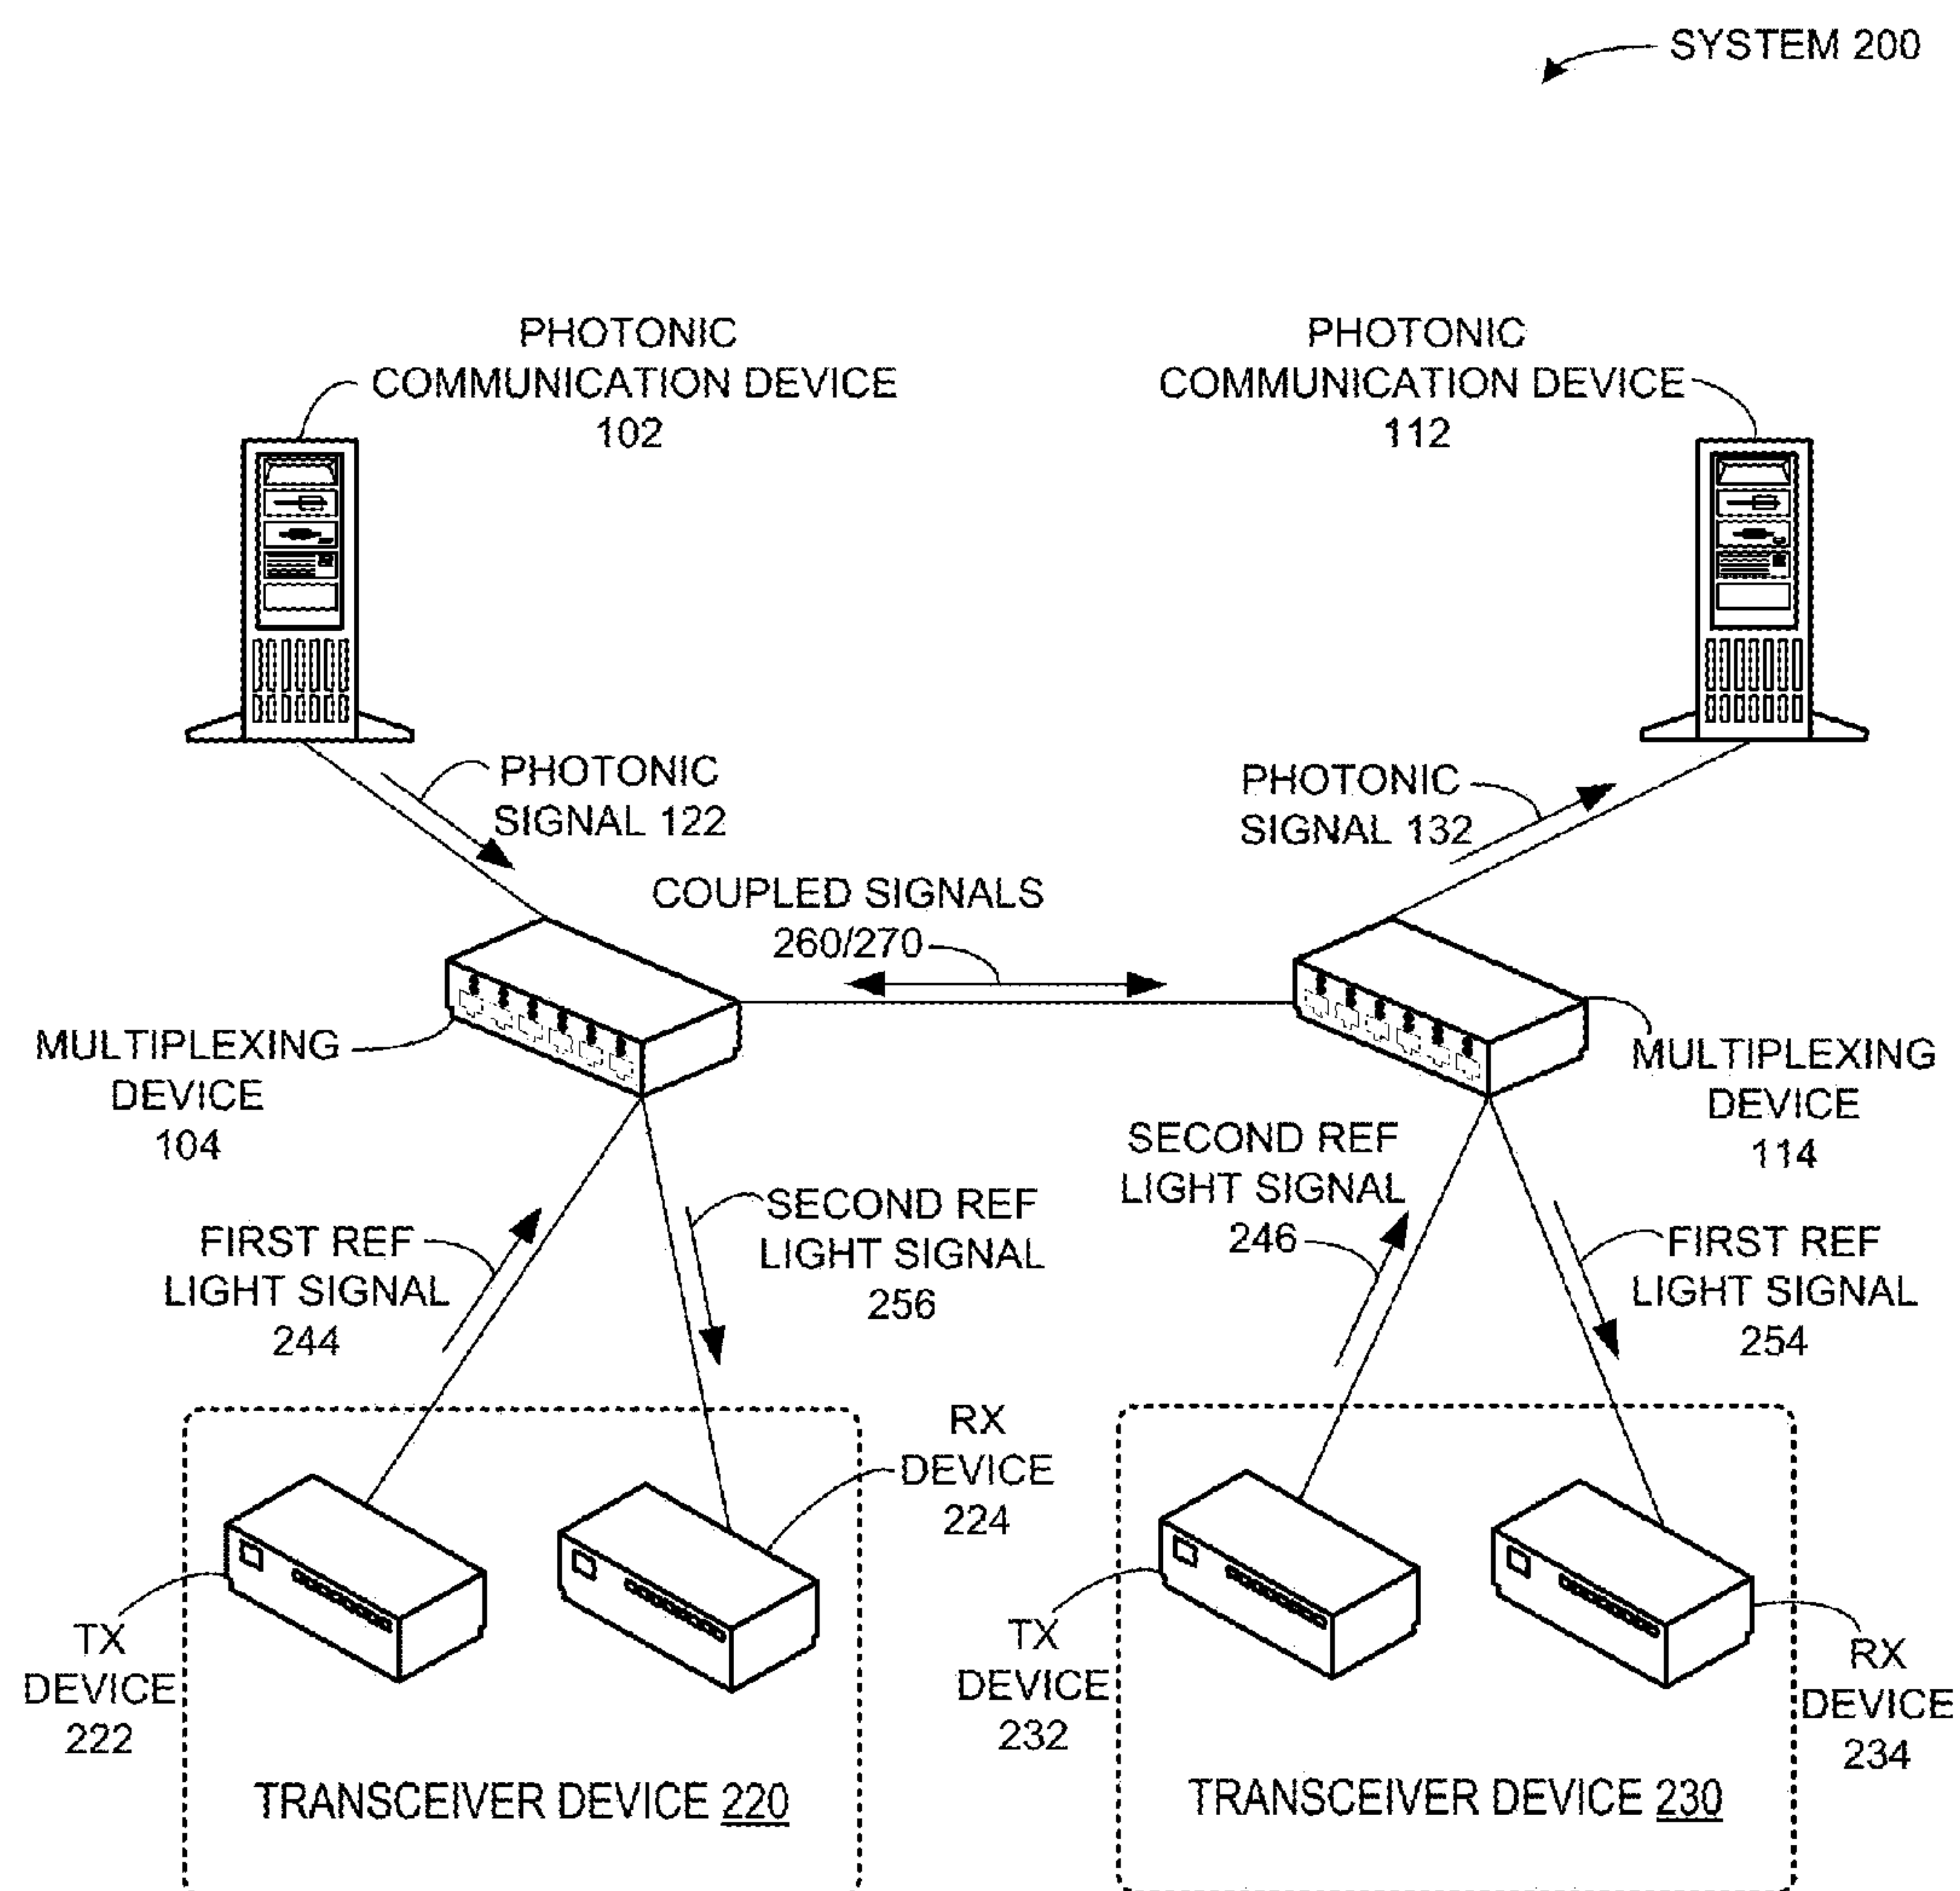 SYSTEM 200
PHOTONIC
COMMUNICATION DEVICE
102
PHOTONIC
COMMUNICATION DEVICE
112
PHOTONIC
SIGNAL 122
PHOTONIC
SIGNAL 132
COUPLED SIGNALS
260/270
MULTIPLEXING
DEVICE
104
MULTIPLEXING
DEVICE
114
FIRST REF
LIGHT SIGNAL
244
SECOND REF
LIGHT SIGNAL
256
SECOND REF
LIGHT SIGNAL
246
FIRST REF
LIGHT SIGNAL
254
TX
DEVICE
222
RX
DEVICE
224
TX
DEVICE
232
RX
DEVICE
234
TRANSCEIVER DEVICE 220
TRANSCEIVER DEVICE 230